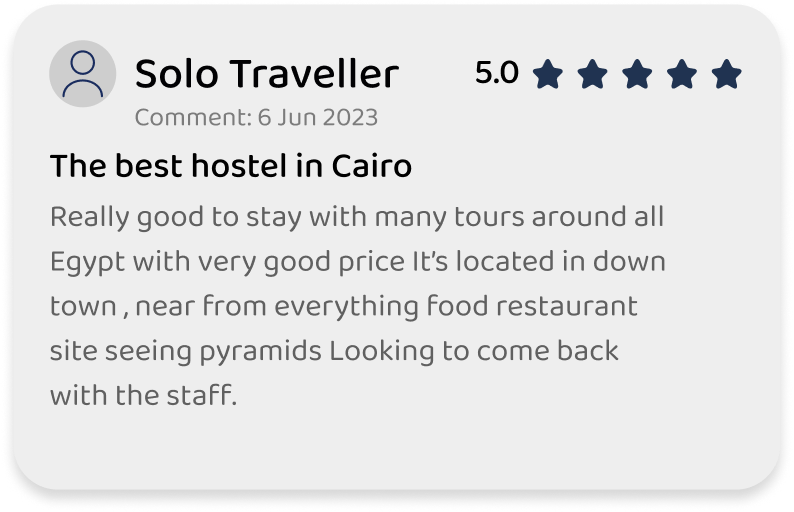 Solo Traveller
5.0
Comment: 6 Jun 2023
The best hostel in Cairo
Really good to stay with many tours around all
Egypt with very good price It's located in down
town , near from everything food restaurant
site seeing pyramids Looking to come back
with the staff.